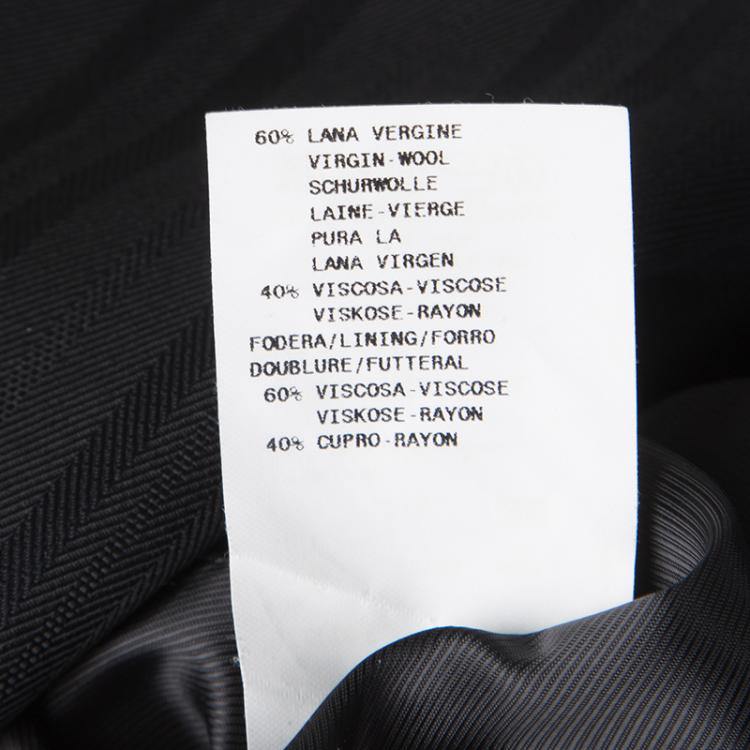 60% LANA VERGINE
VIRGIN-WOOL
SCHURWOLLE
LAINE-VIERGE
PURA LA
LANA VIRGEN
40% VISCOSA-VISCOSE
VISKOSE-RAYON
FODERA/LINING/FORRO
DOUBLURE/FUTTERAL
60% VISCOSA-VISCOSE
VISKOSE-RAYON
40% CUPRO-RAYON